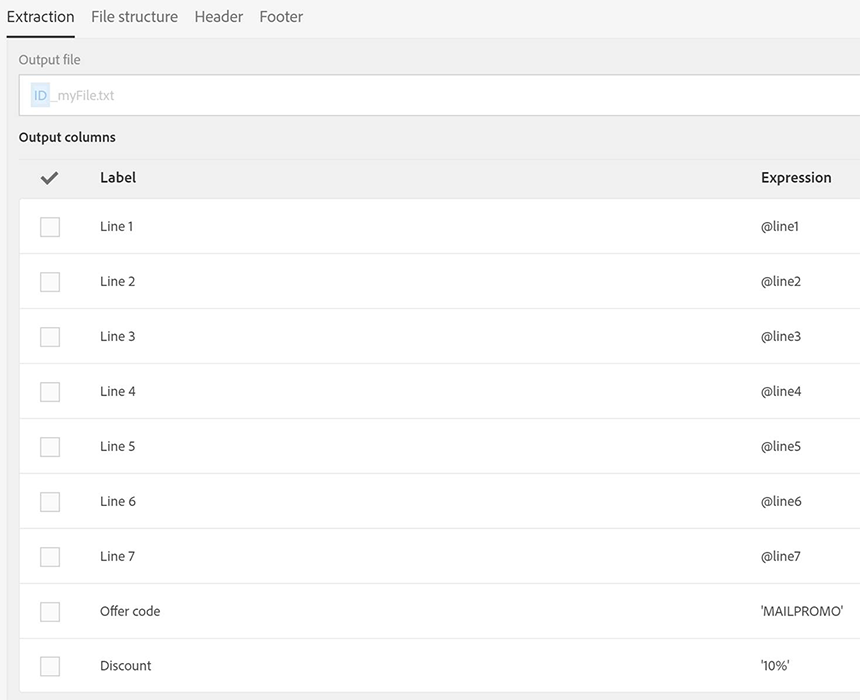 Extraction File structure Header Footer
Output file
ID _myFile.txt
Output columns
Label Expression
Line 1 @line1
Line 2 @line2
Line 3 @line3
Line 4 @line4
Line 5 @line5
Line 6 @line6
Line 7 @line7
Offer code 'MAILPROMO'
Discount '10%'